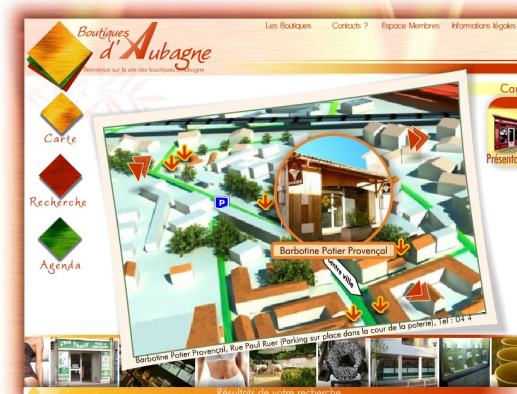 Boutiques
d'Aubagne
Bienvenue sur le site des boutiques d'Aubagne
Les Boutiques Contacts ? Espace Membres Informations légales
Carte
Recherche
Agenda
P
Barbotine Potier Provençal
Centre ville
Barbotine Potier Provençal, Rue Paul Ruer (Parking sur place dans la cour de la poterie), Tel : 04 4
Résultats de votre recherche
Ca
Présenta